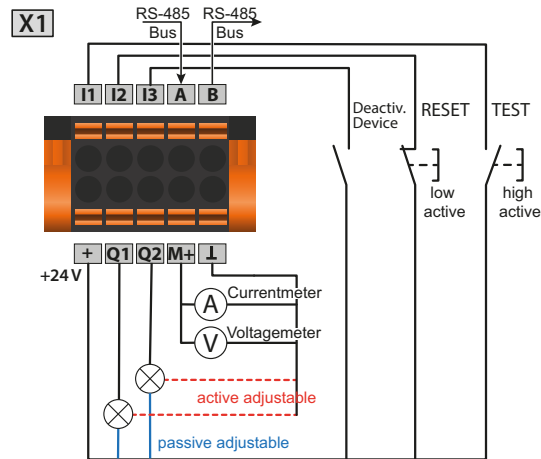 X1
RS-485 RS-485
Bus Bus
I1 I2 I3 A B
Deactiv.
Device
RESET
TEST
low
active
high
active
+ Q1 Q2 M+ ⊥
+24 V
A
Currentmeter
V
Voltagemeter
active adjustable
passive adjustable